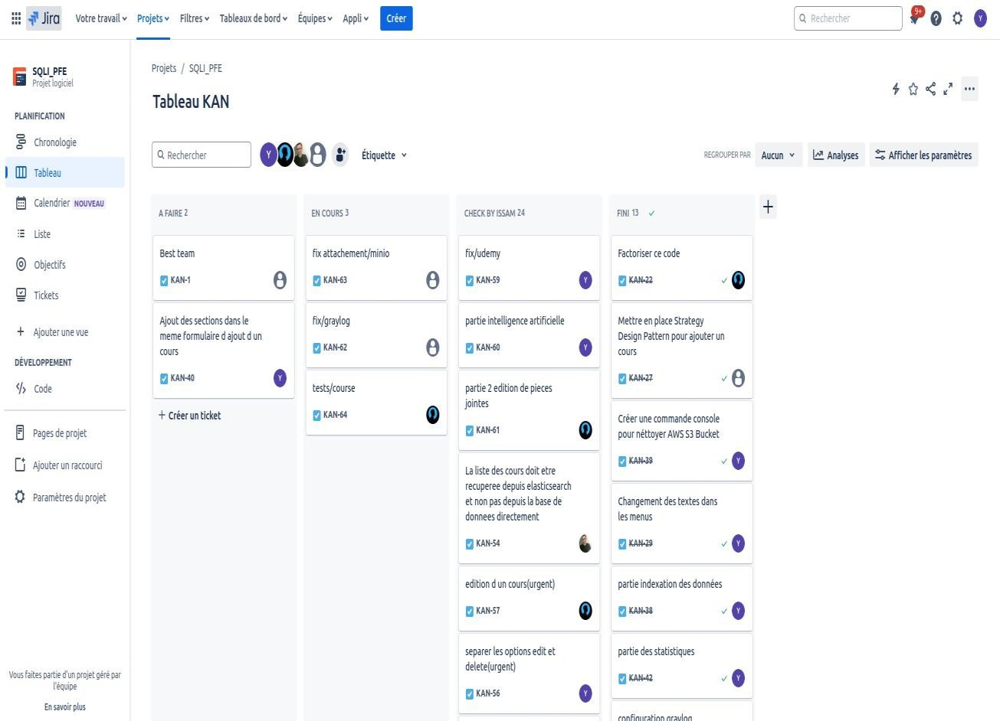 Jira
Votre travail
Projets
Filtres
Tableaux de bord
Équipes
Appli
Créer
Rechercher
9+
Y
SQLI_PFE
Projet logiciel
PLANIFICATION
Chronologie
Tableau
Calendrier NOUVEAU
Liste
Objectifs
Tickets
Ajouter une vue
DÉVELOPPEMENT
Code
Pages de projet
Ajouter un raccourci
Paramètres du projet
Vous faites partie d'un projet géré par
l'équipe
En savoir plus
Projets / SQLI_PFE
Tableau KAN
Rechercher
Y
Étiquette
REGROUPER PAR
Aucun
Analyses
Afficher les paramètres
A FAIRE 2
Best team
KAN-1
Ajout des sections dans le
meme formulaire d ajout d un
cours
KAN-40
Y
+ Créer un ticket
EN COURS 3
fix attachement/minio
KAN-63
fix/graylog
KAN-62
tests/course
KAN-64
CHECK BY ISSAM 24
fix/udemy
KAN-59
Y
partie intelligence artificielle
KAN-60
Y
partie 2 edition de pieces
jointes
KAN-61
La liste des cours doit etre
recuperee depuis elasticsearch
et non pas depuis la base de
donnees directement
KAN-54
edition d un cours(urgent)
KAN-57
separer les options edit et
delete(urgent)
KAN-56
Y
FINI 13
Factoriser ce code
KAN-22
Mettre en place Strategy
Design Pattern pour ajouter un
cours
KAN-27
Créer une commande console
pour néttoyer AWS S3 Bucket
KAN-39
Y
Changement des textes dans
les menus
KAN-29
Y
partie indexation des données
KAN-38
Y
partie des statistiques
KAN-42
Y
configuration graylog